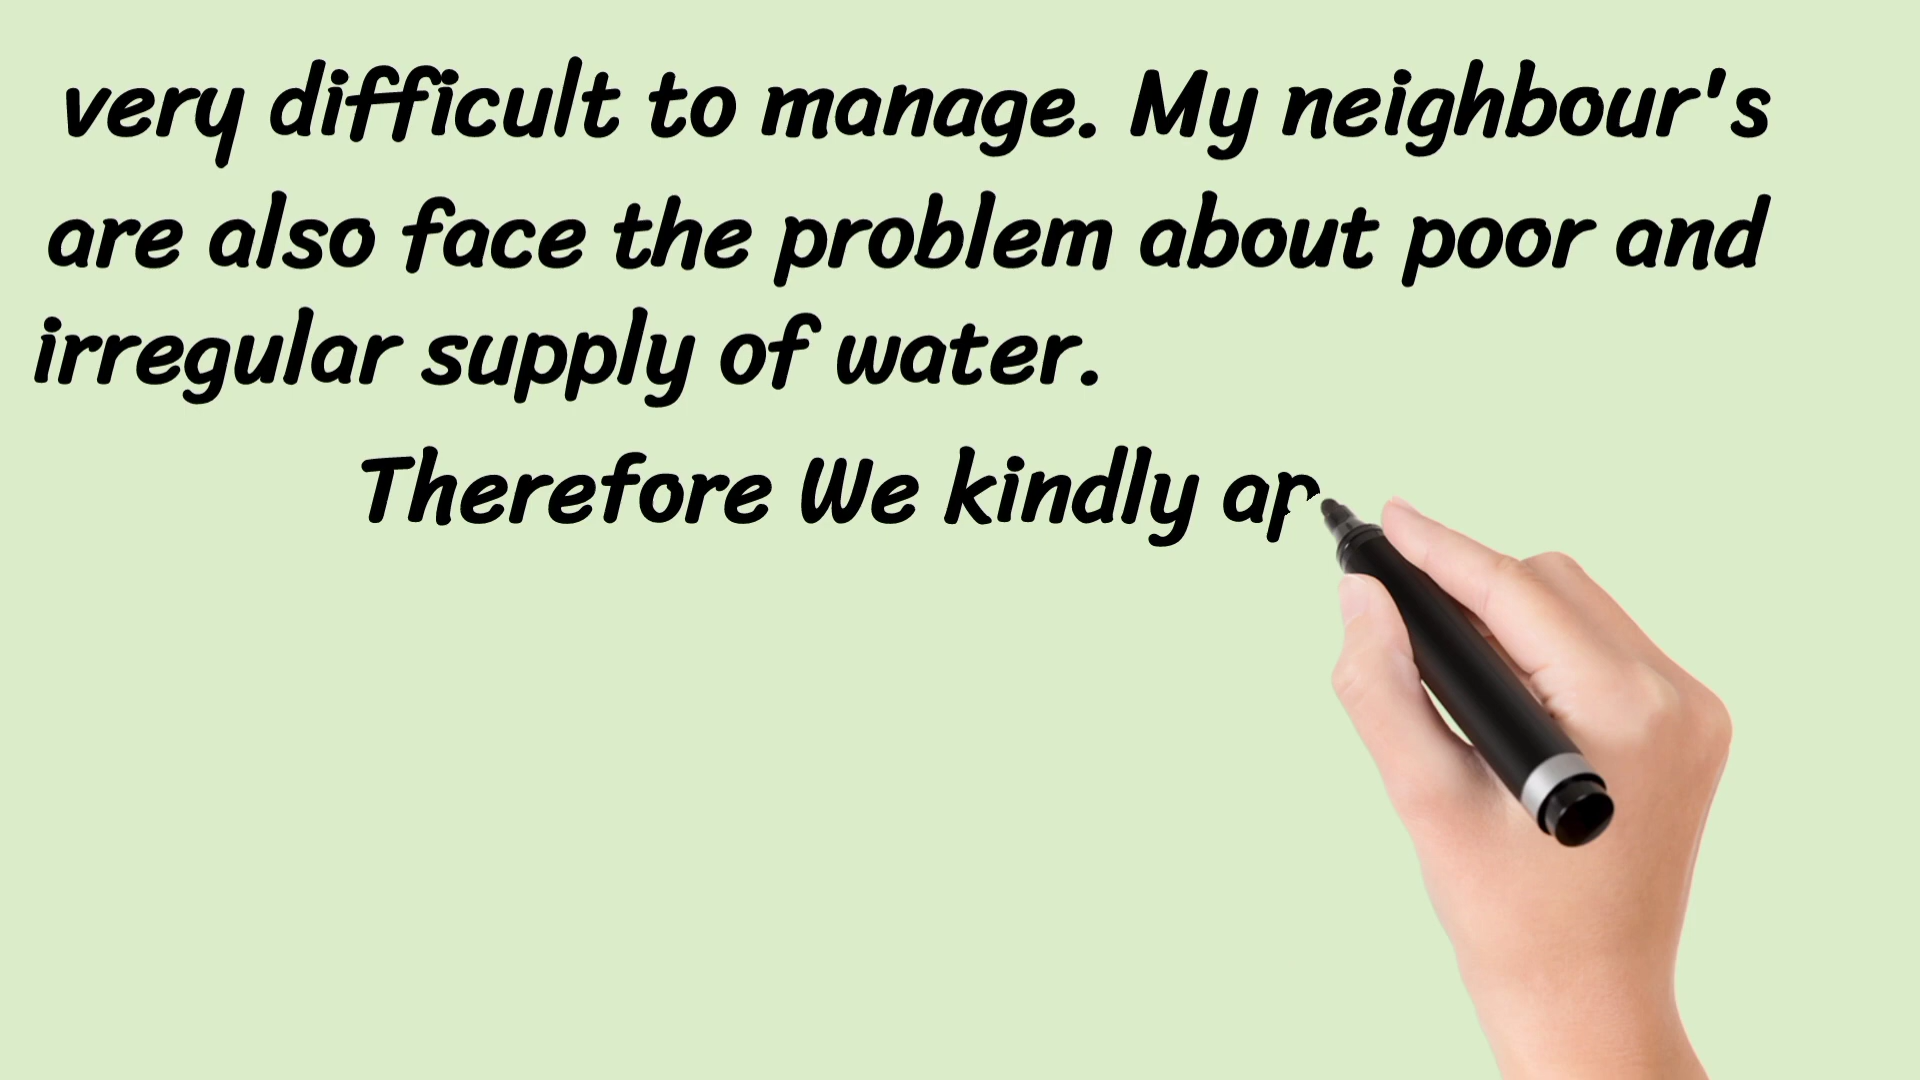 very difficult to manage. My neighbour's
are also face the problem about poor and
irregular supply of water.
Therefore We kindly ap